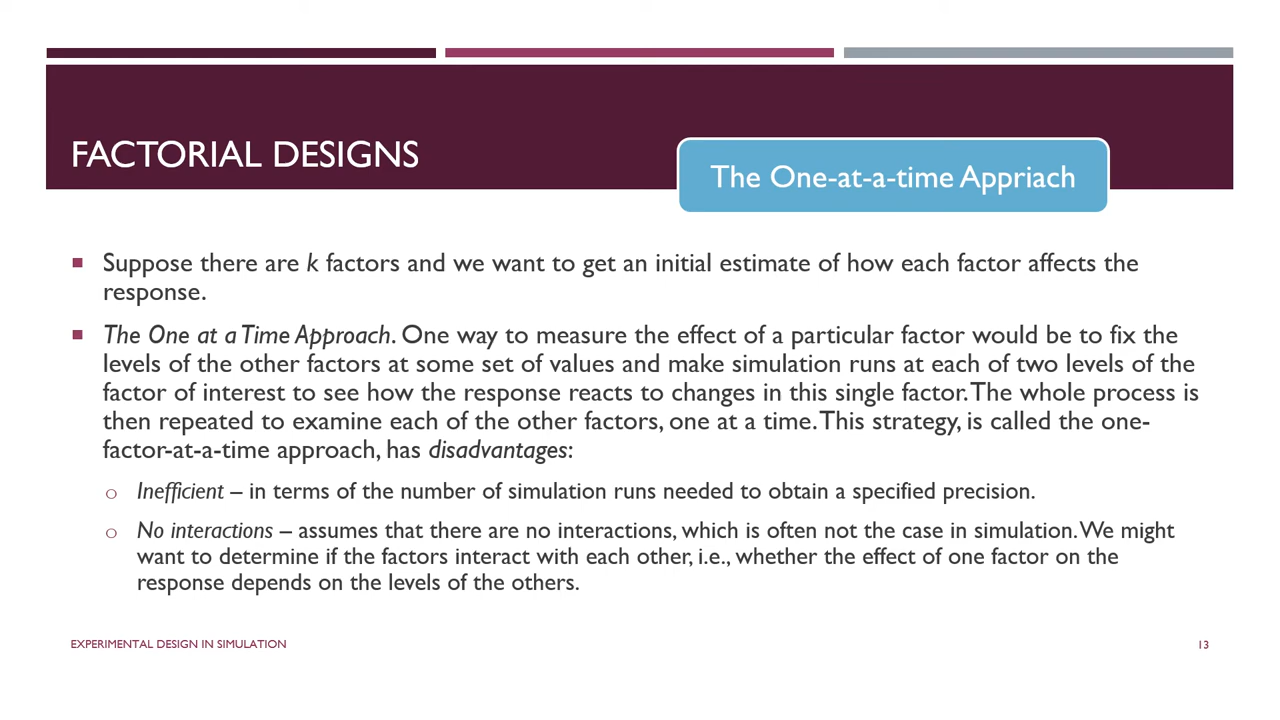 FACTORIAL DESIGNS
The One-at-a-time Appriach
■ Suppose there are k factors and we want to get an initial estimate of how each factor affects the
response.
■ The One at a Time Approach. One way to measure the effect of a particular factor would be to fix the
levels of the other factors at some set of values and make simulation runs at each of two levels of the
factor of interest to see how the response reacts to changes in this single factor. The whole process is
then repeated to examine each of the other factors, one at a time. This strategy, is called the one-
factor-at-a-time approach, has disadvantages:
o Inefficient – in terms of the number of simulation runs needed to obtain a specified precision.
o No interactions – assumes that there are no interactions, which is often not the case in simulation. We might
want to determine if the factors interact with each other, i.e., whether the effect of one factor on the
response depends on the levels of the others.
EXPERIMENTAL DESIGN IN SIMULATION
13